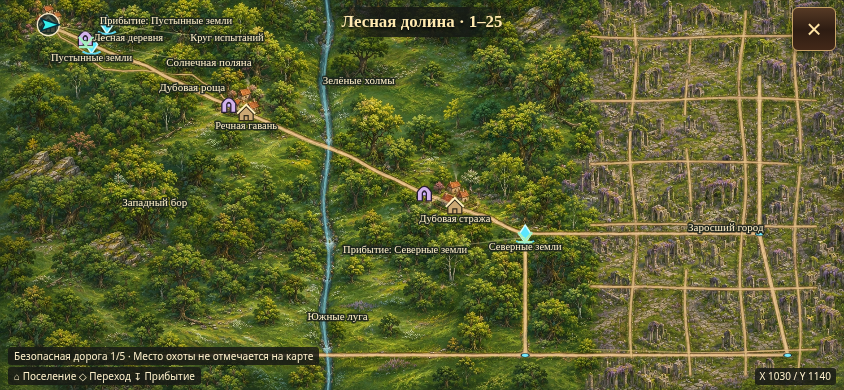 Лесная долина · 1–25
Прибытие: Пустынные земли
Лесная деревня
Круг испытаний
Пустынные земли
Солнечная поляна
Зелёные холмы
Дубовая роща
Речная гавань
Западный бор
Дубовая стража
Заросший город
Северные земли
Прибытие: Северные земли
Южные луга
Безопасная дорога 1/5 · Место охоты не отмечается на карте
⌂ Поселение ◇ Переход ↧ Прибытие
X 1030 / Y 1140